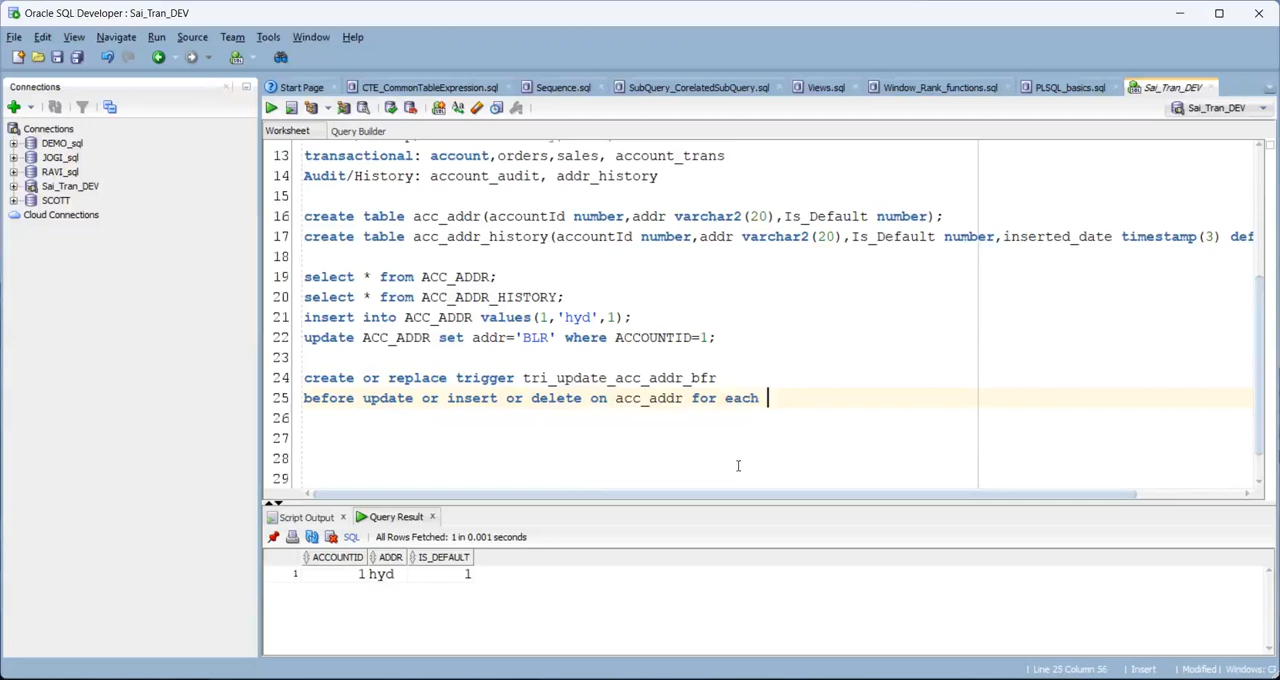 Oracle SQL Developer : Sai_Tran_DEV
File Edit View Navigate Run Source Team Tools Window Help
Connections
Start Page CTE_CommonTableExpression.sql Sequence.sql SubQuery_CorelatedSubQuery.sql Views.sql Window_Rank_functions.sql PLSQL_basics.sql Sai_Tran_DEV
Sai_Tran_DEV
Connections
DEMO_sql
JOGI_sql
RAVI_sql
Sai_Tran_DEV
SCOTT
Cloud Connections
Worksheet Query Builder
13 transactional: account,orders,sales, account_trans
14 Audit/History: account_audit, addr_history
15
16 create table acc_addr(accountId number,addr varchar2(20),Is_Default number);
17 create table acc_addr_history(accountId number,addr varchar2(20),Is_Default number,inserted_date timestamp(3) def
18
19 select * from ACC_ADDR;
20 select * from ACC_ADDR_HISTORY;
21 insert into ACC_ADDR values(1,'hyd',1);
22 update ACC_ADDR set addr='BLR' where ACCOUNTID=1;
23
24 create or replace trigger tri_update_acc_addr_bfr
25 before update or insert or delete on acc_addr for each
26
27
28
29
Script Output Query Result
SQL All Rows Fetched: 1 in 0.001 seconds
ACCOUNTID ADDR IS_DEFAULT
1 1 hyd 1
Line 25 Column 56 Insert Modified Windows: